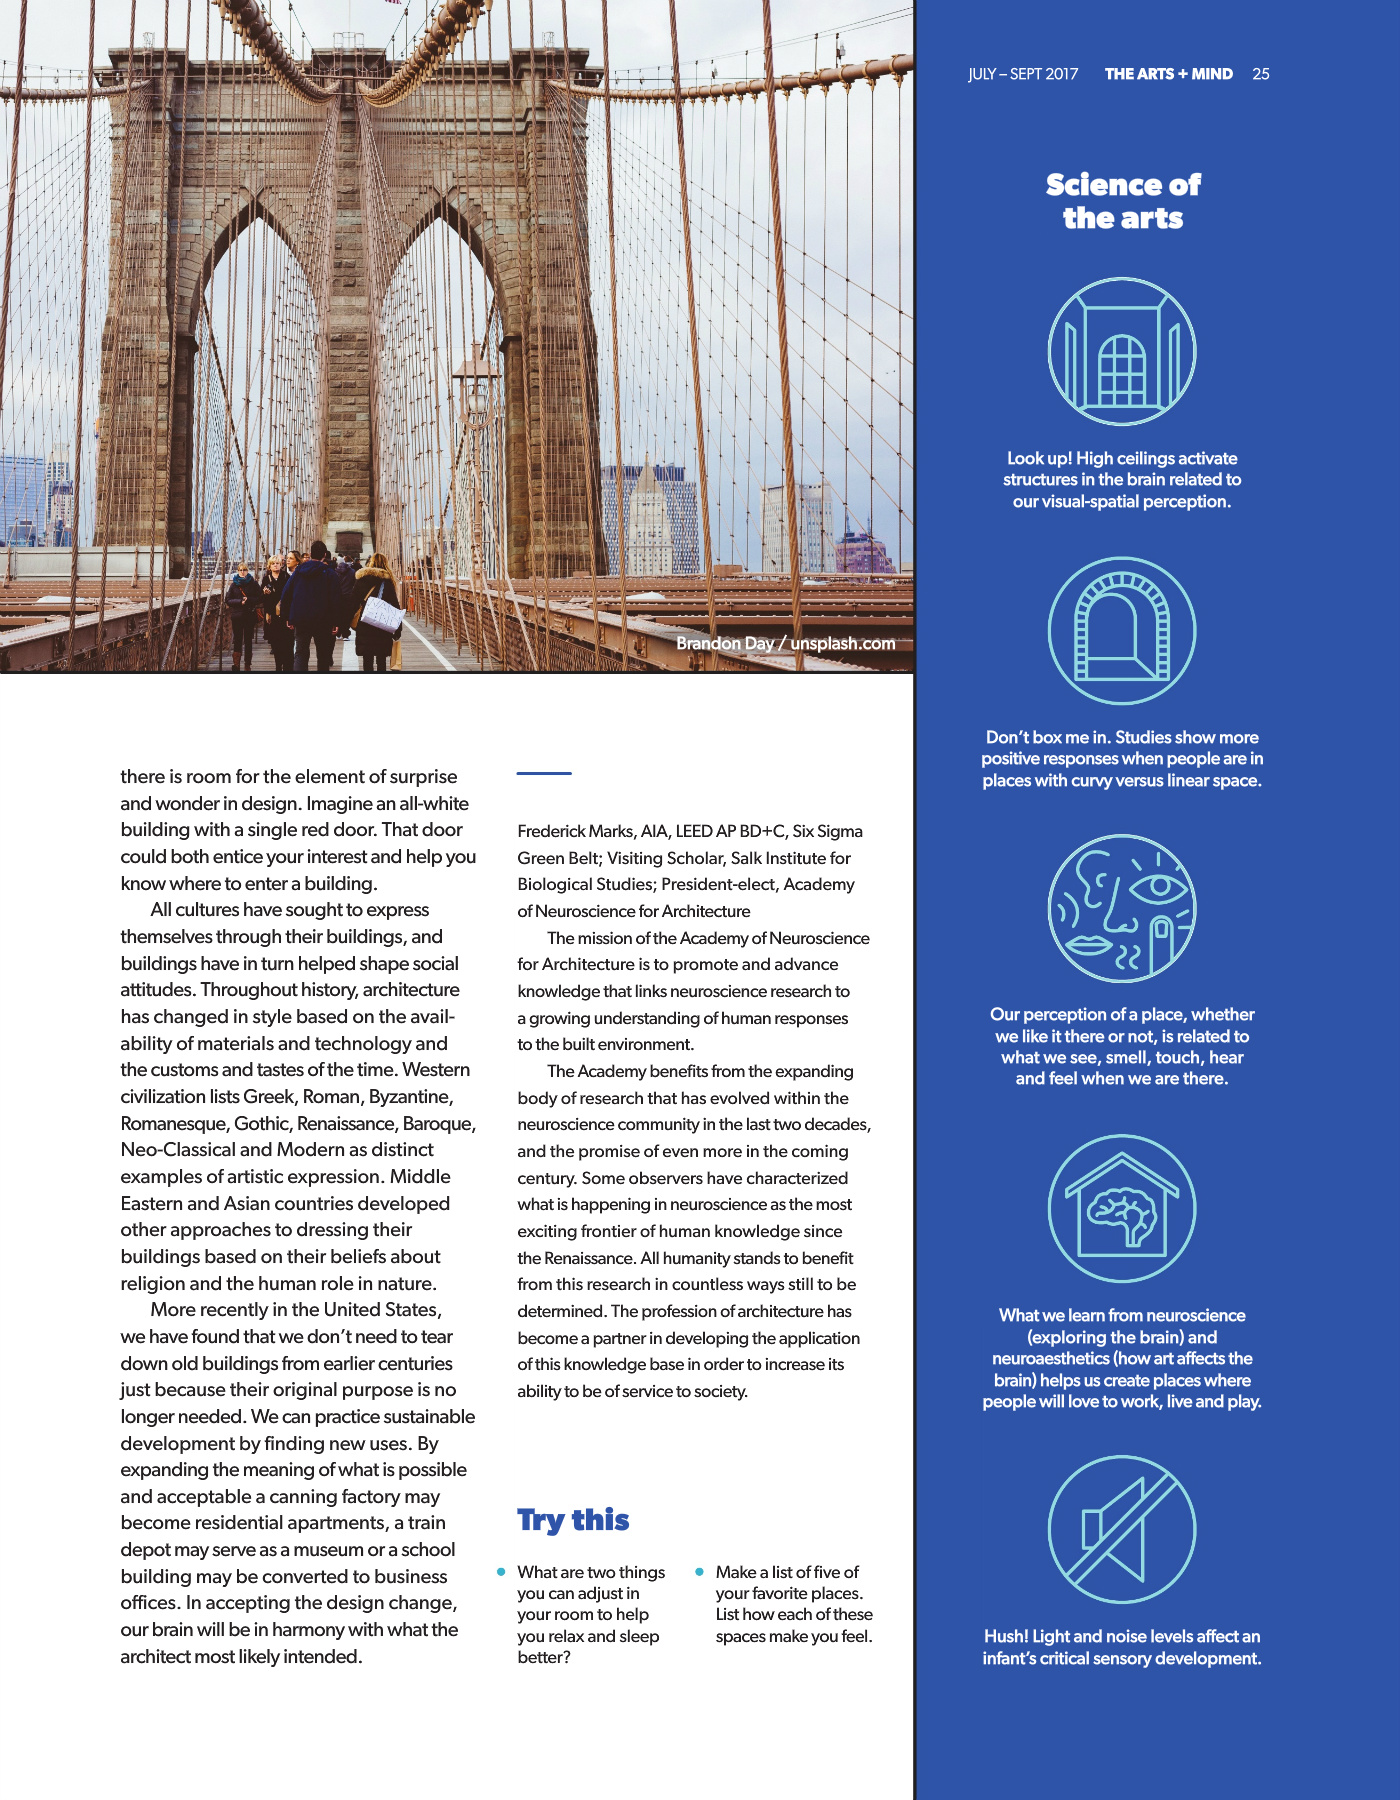 JULY – SEPT 2017 THE ARTS + MIND 25
Brandon Day / unsplash.com
there is room for the element of surprise
and wonder in design. Imagine an all-white
building with a single red door. That door
could both entice your interest and help you
know where to enter a building.
All cultures have sought to express
themselves through their buildings, and
buildings have in turn helped shape social
attitudes. Throughout history, architecture
has changed in style based on the avail-
ability of materials and technology and
the customs and tastes of the time. Western
civilization lists Greek, Roman, Byzantine,
Romanesque, Gothic, Renaissance, Baroque,
Neo-Classical and Modern as distinct
examples of artistic expression. Middle
Eastern and Asian countries developed
other approaches to dressing their
buildings based on their beliefs about
religion and the human role in nature.
More recently in the United States,
we have found that we don’t need to tear
down old buildings from earlier centuries
just because their original purpose is no
longer needed. We can practice sustainable
development by finding new uses. By
expanding the meaning of what is possible
and acceptable a canning factory may
become residential apartments, a train
depot may serve as a museum or a school
building may be converted to business
offices. In accepting the design change,
our brain will be in harmony with what the
architect most likely intended.
Frederick Marks, AIA, LEED AP BD+C, Six Sigma
Green Belt; Visiting Scholar, Salk Institute for
Biological Studies; President-elect, Academy
of Neuroscience for Architecture
The mission of the Academy of Neuroscience
for Architecture is to promote and advance
knowledge that links neuroscience research to
a growing understanding of human responses
to the built environment.
The Academy benefits from the expanding
body of research that has evolved within the
neuroscience community in the last two decades,
and the promise of even more in the coming
century. Some observers have characterized
what is happening in neuroscience as the most
exciting frontier of human knowledge since
the Renaissance. All humanity stands to benefit
from this research in countless ways still to be
determined. The profession of architecture has
become a partner in developing the application
of this knowledge base in order to increase its
ability to be of service to society.
Try this
• What are two things
you can adjust in
your room to help
you relax and sleep
better?
• Make a list of five of
your favorite places.
List how each of these
spaces make you feel.
Science of
the arts
Look up! High ceilings activate
structures in the brain related to
our visual-spatial perception.
Don’t box me in. Studies show more
positive responses when people are in
places with curvy versus linear space.
Our perception of a place, whether
we like it there or not, is related to
what we see, smell, touch, hear
and feel when we are there.
What we learn from neuroscience
(exploring the brain) and
neuroaesthetics (how art affects the
brain) helps us create places where
people will love to work, live and play.
Hush! Light and noise levels affect an
infant’s critical sensory development.